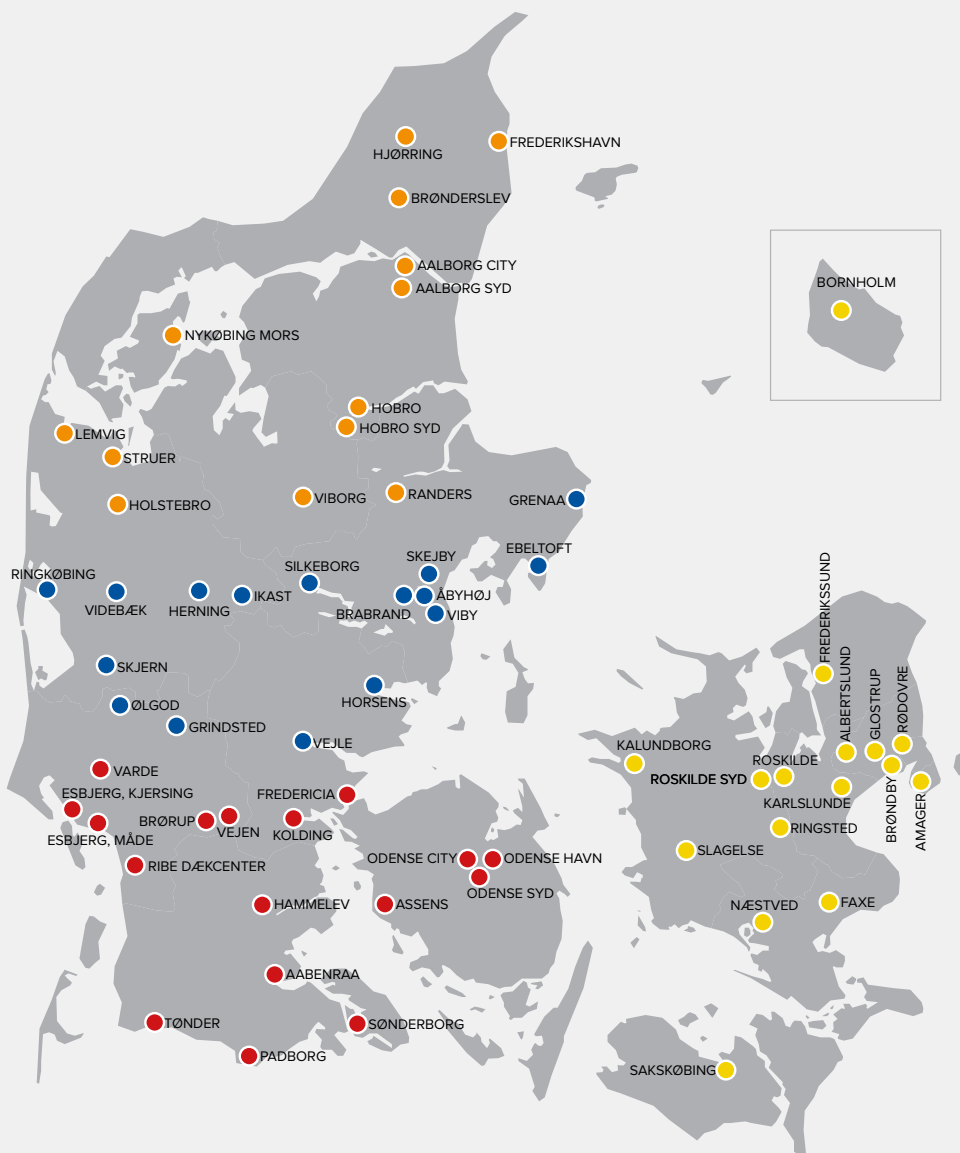 HJØRRING
FREDERIKSHAVN
BRØNDERSLEV
AALBORG CITY
AALBORG SYD
NYKØBING MORS
HOBRO
HOBRO SYD
LEMVIG
STRUER
HOLSTEBRO
VIBORG
RANDERS
GRENAA
EBELTOFT
SKEJBY
SILKEBORG
RINGKØBING
VIDEBÆK
HERNING
IKAST
BRABRAND
ÅBYHØJ
VIBY
SKJERN
ØLGOD
HORSENS
GRINDSTED
VEJLE
VARDE
ESBJERG, KJERSING
ESBJERG, MÅDE
BRØRUP
VEJEN
FREDERICIA
KOLDING
RIBE DÆKCENTER
ODENSE CITY
ODENSE HAVN
ODENSE SYD
HAMMELEV
ASSENS
AABENRAA
TØNDER
SØNDERBORG
PADBORG
BORNHOLM
FREDERIKSSUND
ALBERTSLUND
GLOSTRUP
RØDOVRE
KALUNDBORG
ROSKILDE
ROSKILDE SYD
KARLSLUNDE
BRØNDBY
AMAGER
RINGSTED
SLAGELSE
NÆSTVED
FAXE
SAKSKØBING